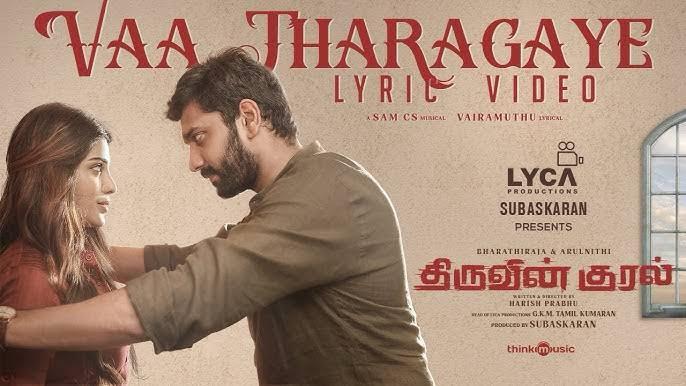 VAA THARAGAYE
LYRIC VIDEO
A SAM CS MUSICAL VAIRAMUTHU LYRICAL
LYCA
PRODUCTIONS
SUBASKARAN
PRESENTS
BHARATHIRAJA & ARULNITHI
திருவின் குரல்
WRITTEN & DIRECTED BY
HARISH PRABHU
HEAD OF LYCA PRODUCTIONS G.K.M. TAMIL KUMARAN
PRODUCED BY SUBASKARAN
think music